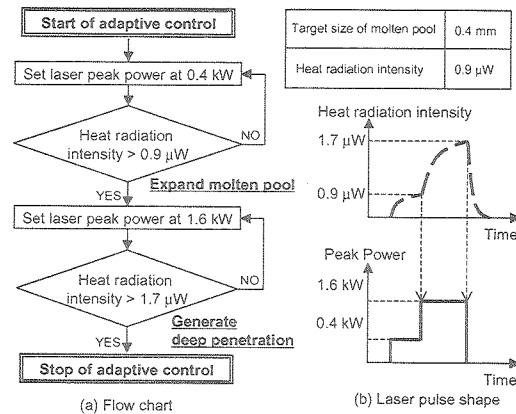 Start of adaptive control
Set laser peak power at 0.4 kW
Heat radiation
intensity > 0.9 μW
NO
YES
Expand molten pool
Set laser peak power at 1.6 kW
Heat radiation
intensity > 1.7 μW
NO
YES
Generate
deep penetration
Stop of adaptive control
(a) Flow chart
Target size of molten pool 0.4 mm
Heat radiation intensity 0.9 μW
Heat radiation intensity
1.7 μW
0.9 μW
Time
Peak Power
1.6 kW
0.4 kW
Time
(b) Laser pulse shape